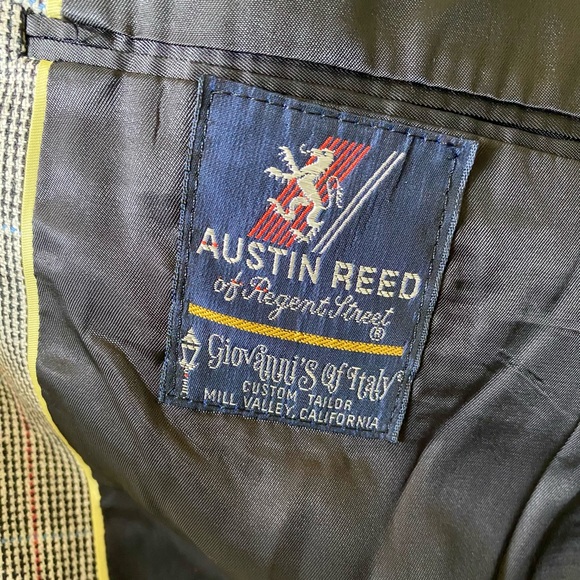 AUSTIN REED
of Regent Street
®
Giovanni's Of Italy
CUSTOM TAILOR
MILL VALLEY, CALIFORNIA